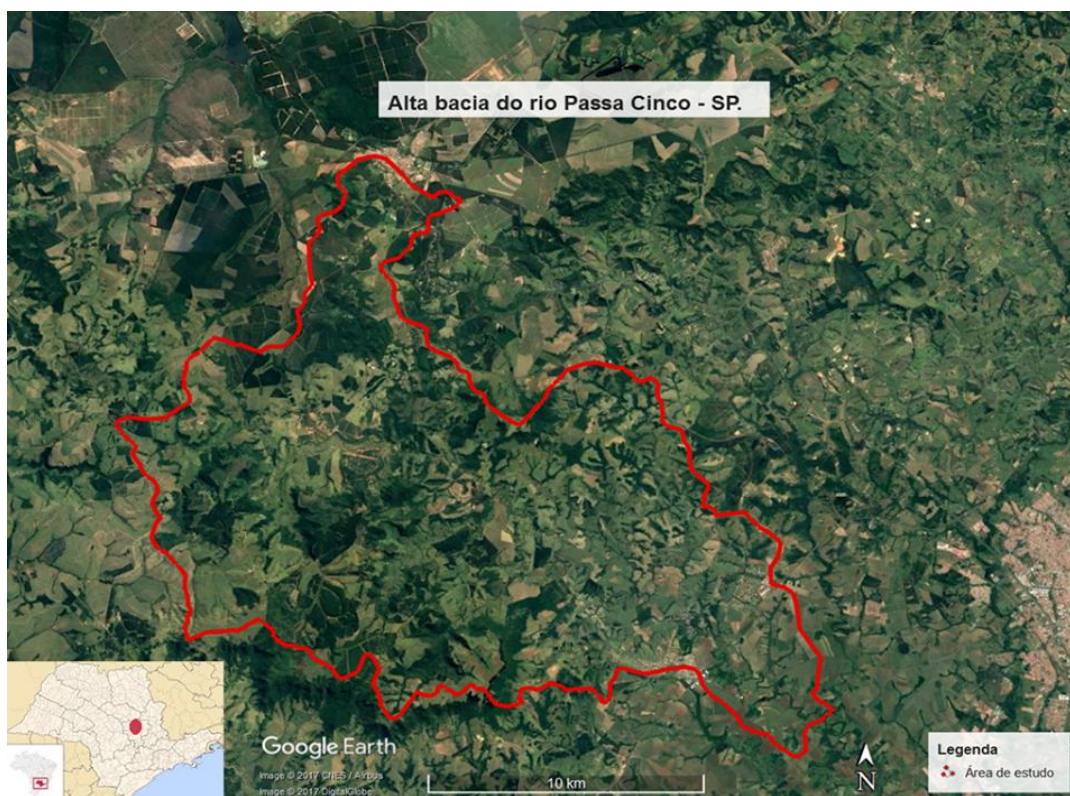 Alta bacia do rio Passa Cinco - SP.
Google Earth
Image © 2017 CNES / Airbus
Image © 2017 DigitalGlobe
10 km
N
Legenda
Área de estudo